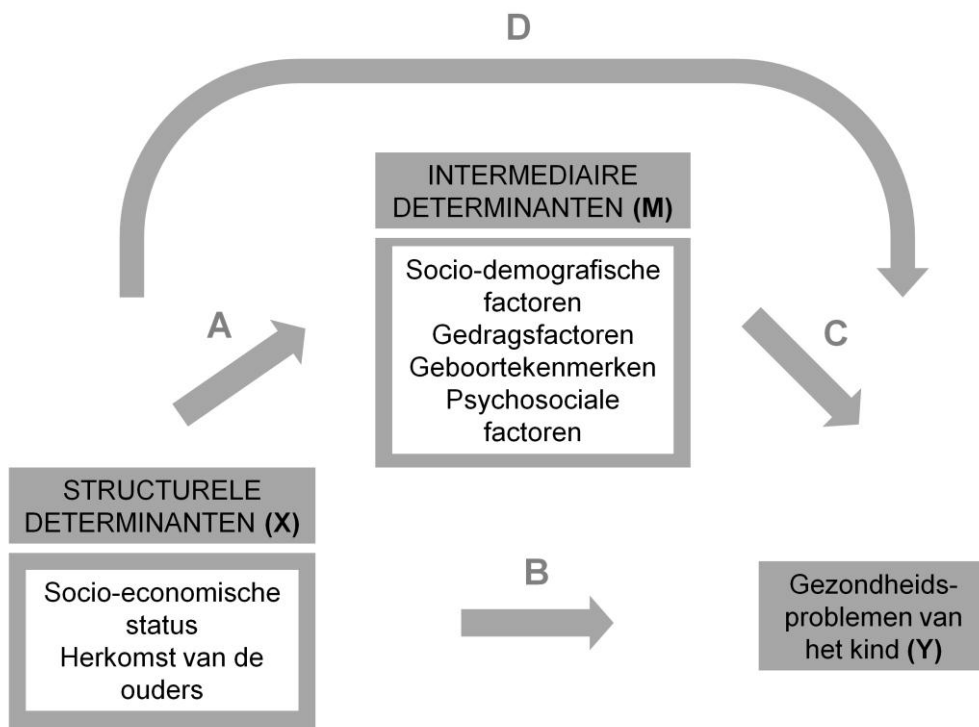 D
INTERMEDIAIRE
DETERMINANTEN (M)
Socio-demografische
factoren
Gedragsfactoren
Geboortekenmerken
Psychosociale
factoren
A
C
STRUCTURELE
DETERMINANTEN (X)
Socio-economische
status
Herkomst van de
ouders
B
Gezondheids-
problemen van
het kind (Y)